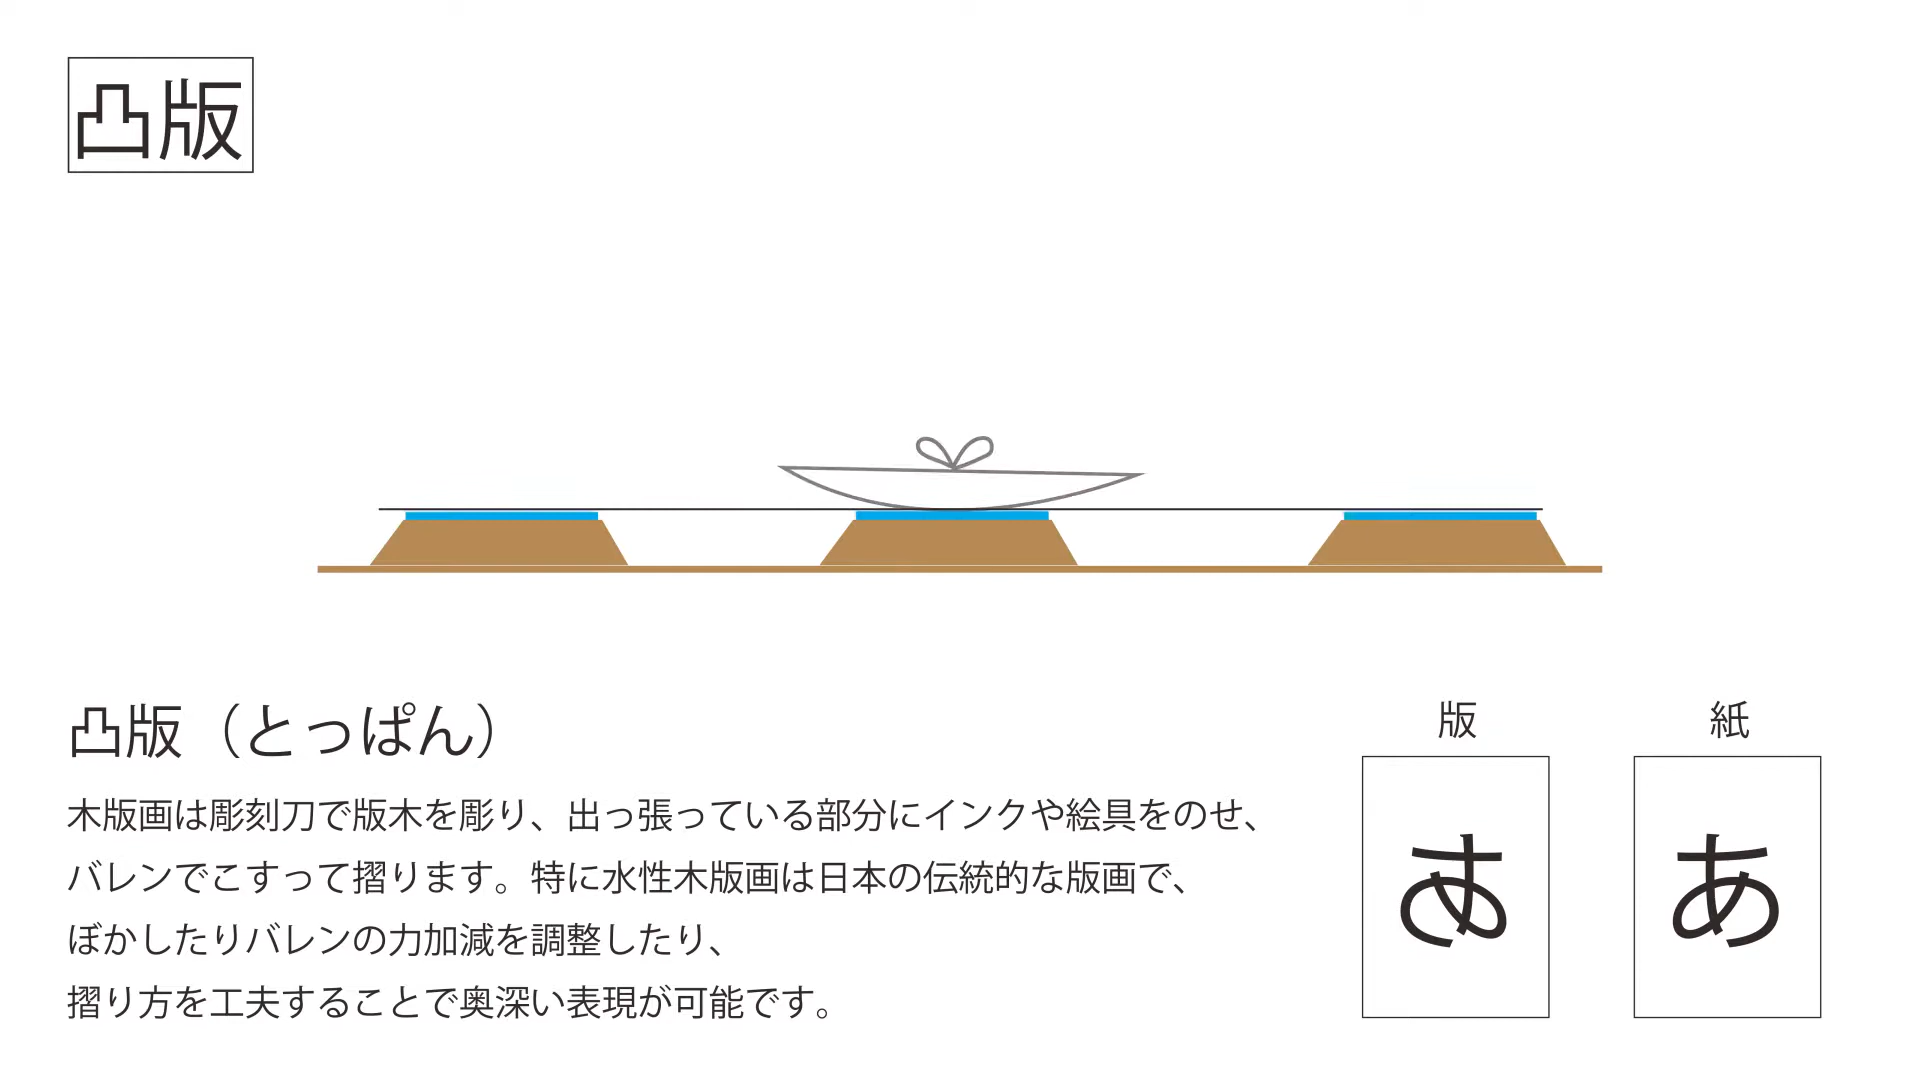 凸版
凸版（とっぱん）
木版画は彫刻刀で版木を彫り、出っ張っている部分にインクや絵具をのせ、
バレンでこすって摺ります。特に水性木版画は日本の伝統的な版画で、
ぼかしたりバレンの力加減を調整したり、
摺り方を工夫することで奥深い表現が可能です。
版
あ
紙
あ